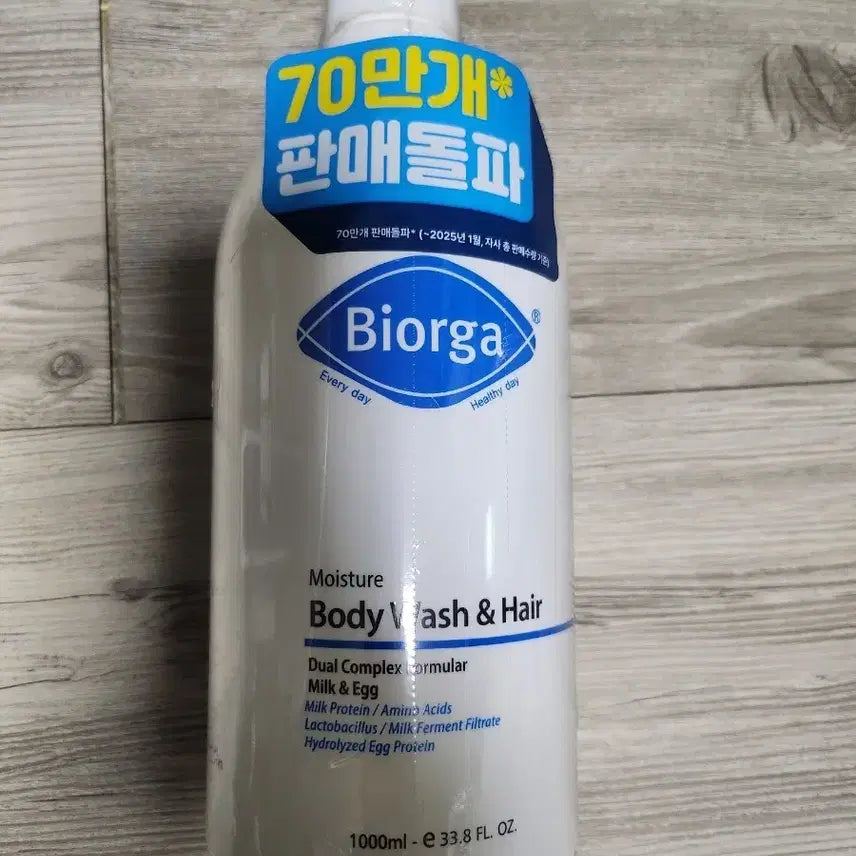 70만개*
판매돌파
70만개 판매돌파* (~2025년 1월, 자사 총 판매수량 기준)
Biorga®
Every day Healthy day
Moisture
Body Wash & Hair
Dual Complex Formular
Milk & Egg
Milk Protein / Amino Acids
Lactobacillus / Milk Ferment Filtrate
Hydrolyzed Egg Protein
1000ml - e 33.8 FL. OZ.